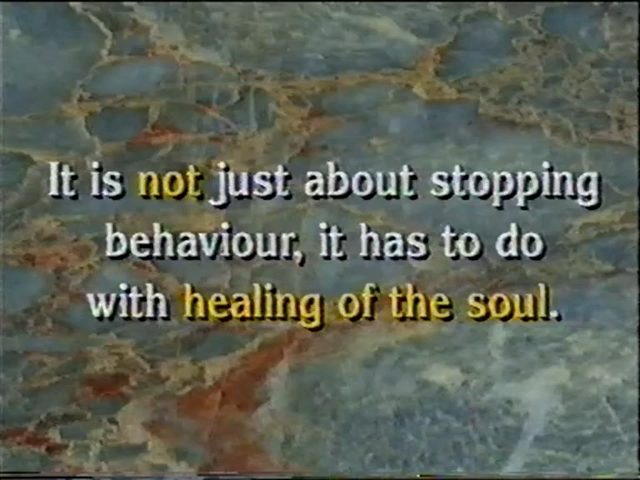 It is not just about stopping
behaviour, it has to do
with healing of the soul.